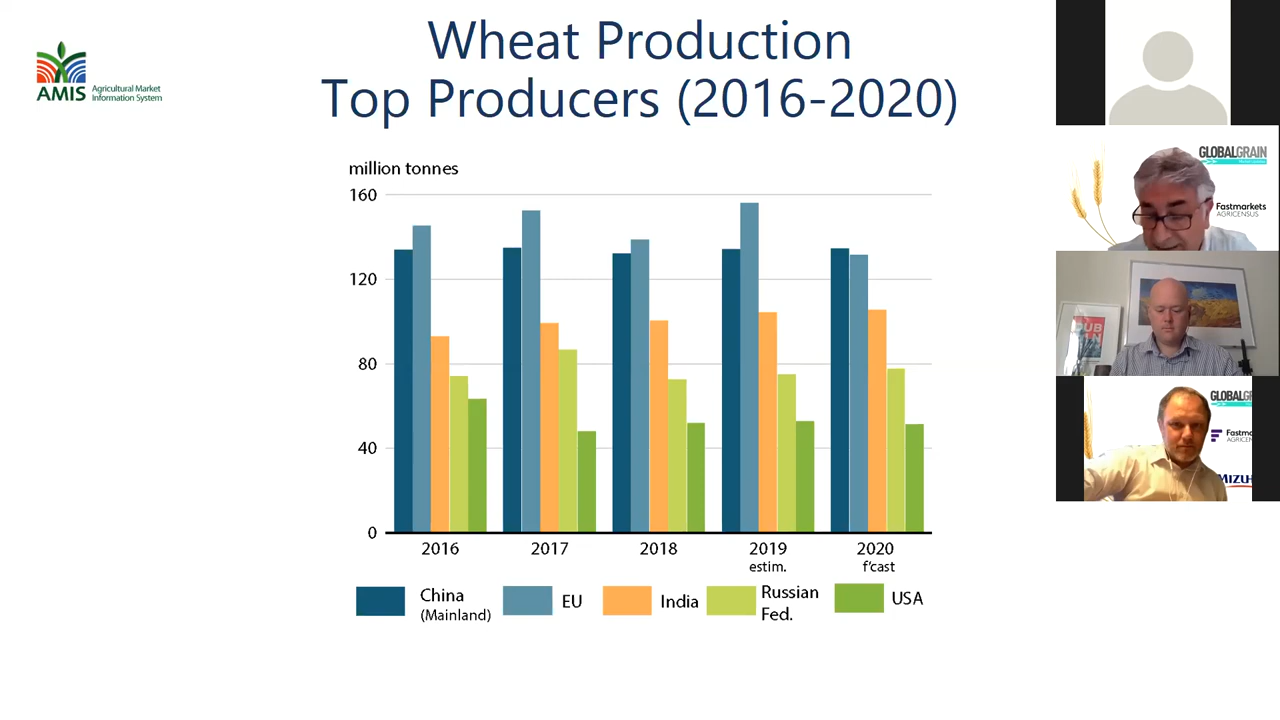 Wheat Production
Top Producers (2016-2020)
AMIS Agricultural Market
Information System
million tonnes
160
120
80
40
0
2016
2017
2018
2019
estim.
2020
f'cast
China
(Mainland)
EU
India
Russian
Fed.
USA
GLOBALGRAIN
Fastmarkets
AGRICENSUS
DUB
LIN
GLOBALG
Fastmar
AGRICENS
MIZUH